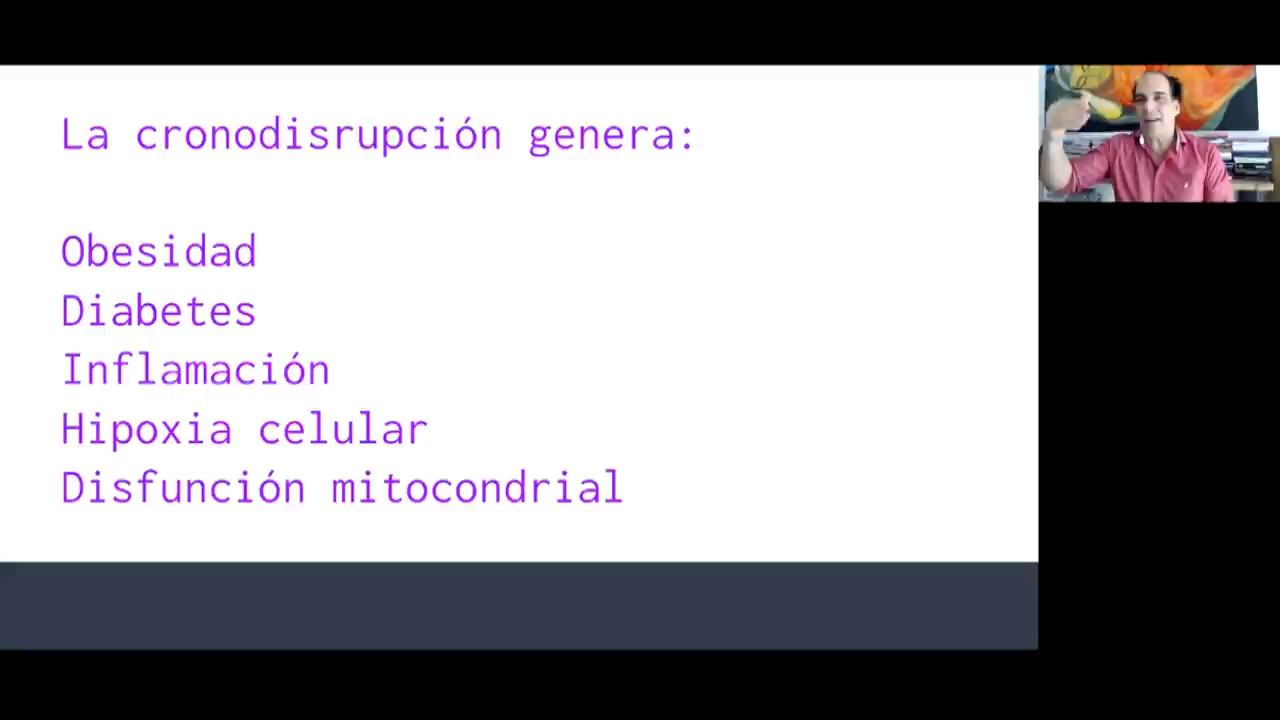 La cronodisrupción genera:
Obesidad
Diabetes
Inflamación
Hipoxia celular
Disfunción mitocondrial